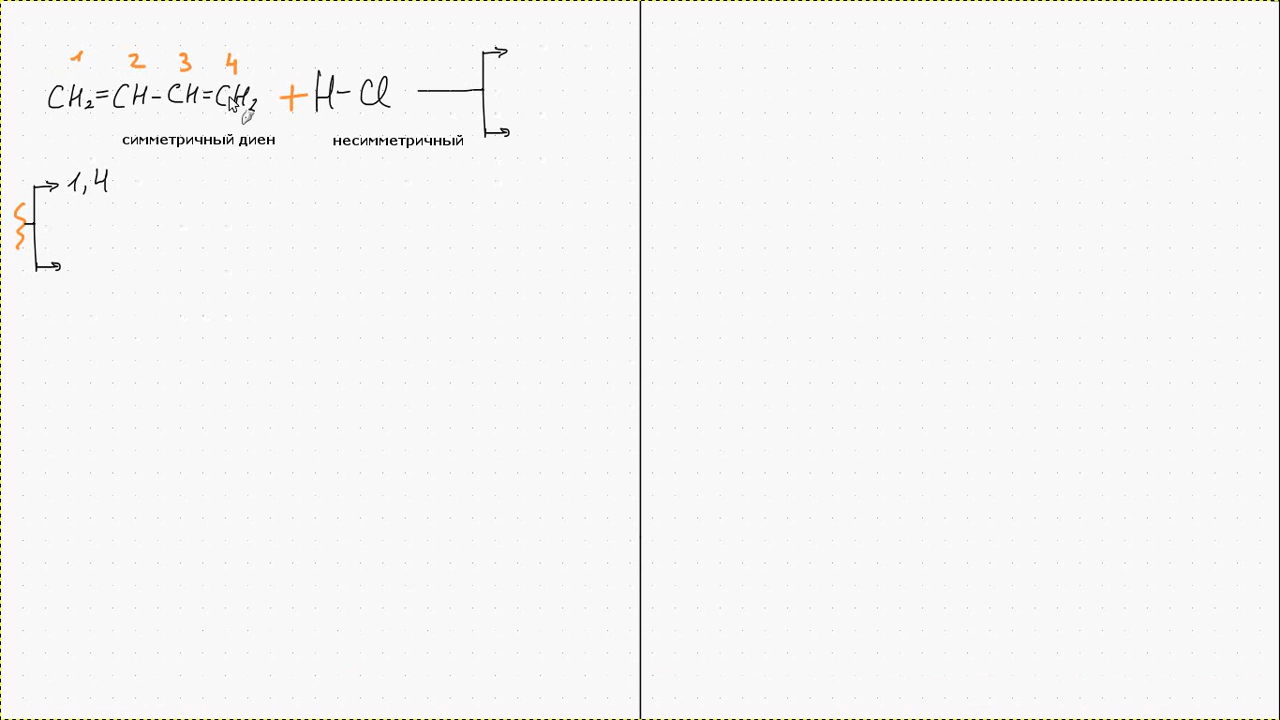 1 2 3 4
CH₂=CH-CH=CH₂ + H-Cl
симметричный диен несимметричный
1,4